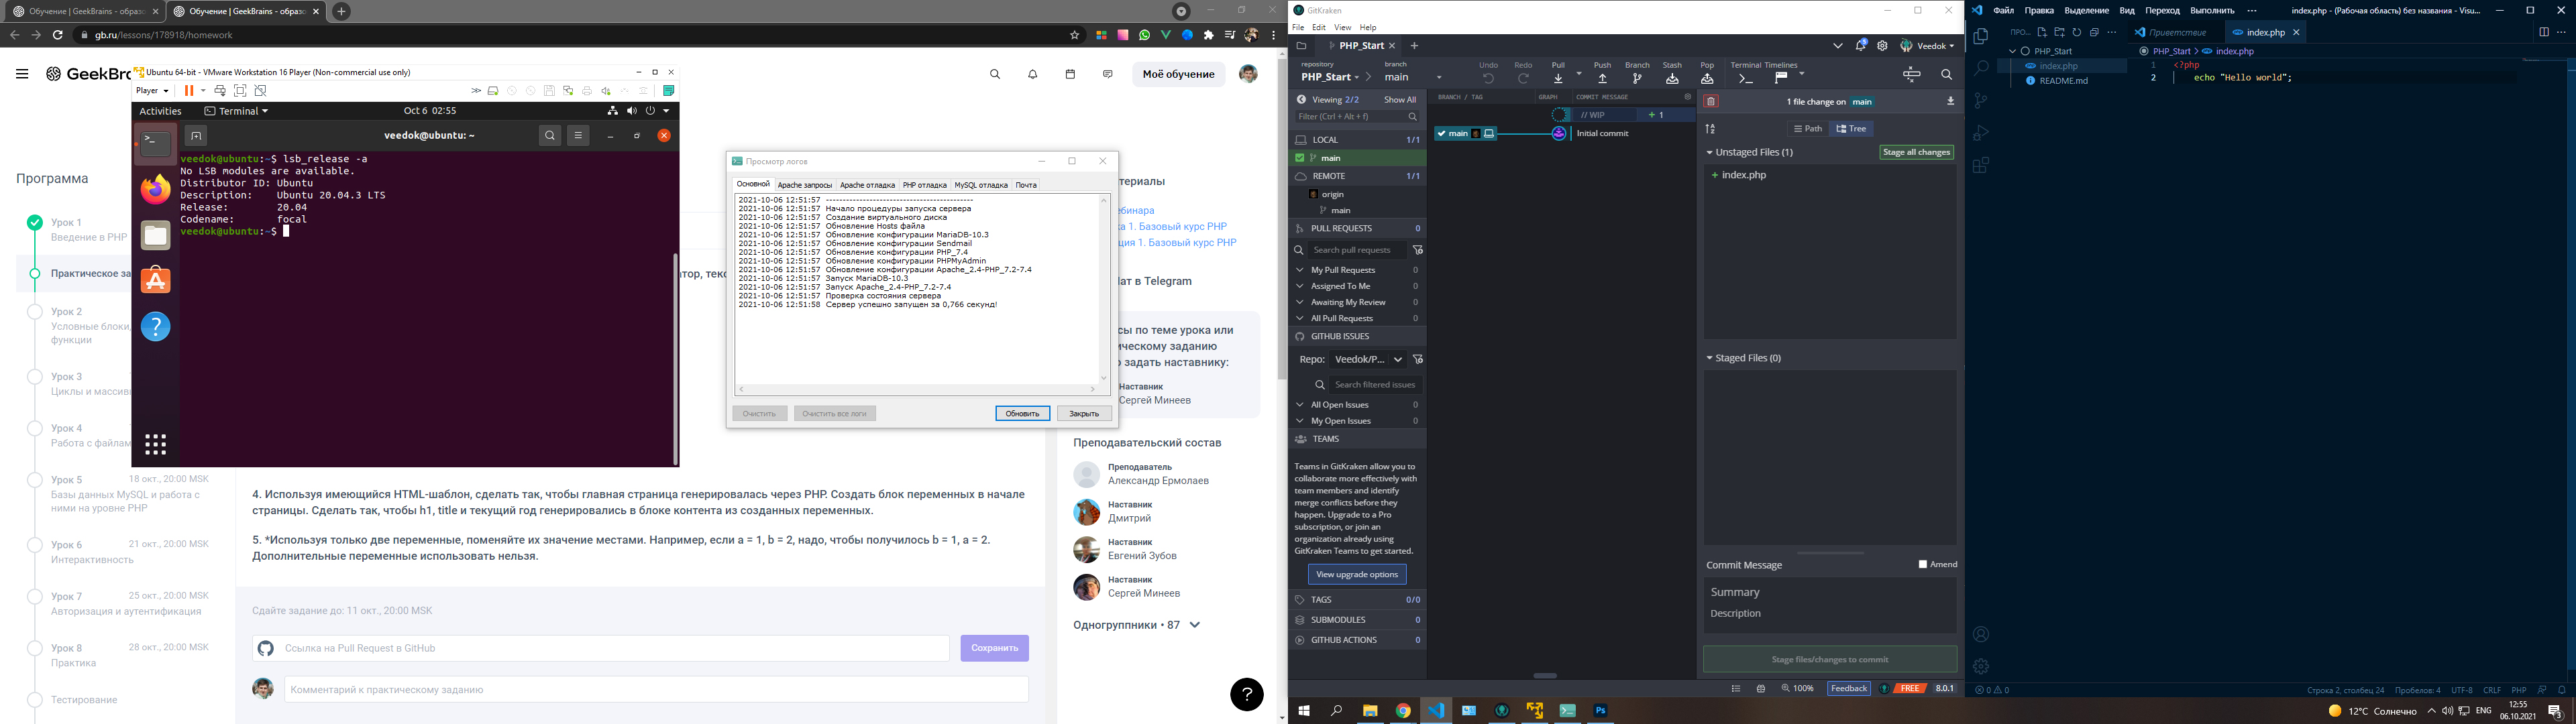 Обучение | GeekBrains - образо
Обучение | GeekBrains - образо
gb.ru/lessons/178918/homework
GeekBr
Моё обучение
Программа
Урок 1
Введение в PHP
Практическое за
Урок 2
Условные блоки,
функции
Урок 3
Циклы и массив
Урок 4
Работа с файлам
Урок 5
18 окт., 20:00 MSK
Базы данных MySQL и работа с
ними на уровне PHP
Урок 6
21 окт., 20:00 MSK
Интерактивность
Урок 7
25 окт., 20:00 MSK
Авторизация и аутентификация
Урок 8
28 окт., 20:00 MSK
Практика
Тестирование
Ubuntu 64-bit - VMware Workstation 16 Player (Non-commercial use only)
Player
Activities
Terminal
Oct 6 02:55
veedok@ubuntu: ~
veedok@ubuntu:~$ lsb_release -a
No LSB modules are available.
Distributor ID: Ubuntu
Description: Ubuntu 20.04.3 LTS
Release: 20.04
Codename: focal
veedok@ubuntu:~$
атор, текс
4. Используя имеющийся HTML-шаблон, сделать так, чтобы главная страница генерировалась через PHP. Создать блок переменных в начале
страницы. Сделать так, чтобы h1, title и текущий год генерировались в блоке контента из созданных переменных.
5. *Используя только две переменные, поменяйте их значение местами. Например, если a = 1, b = 2, надо, чтобы получилось b = 1, a = 2.
Дополнительные переменные использовать нельзя.
Сдайте задание до: 11 окт., 20:00 MSK
Ссылка на Pull Request в GitHub
Сохранить
Комментарий к практическому заданию
Просмотр логов
Основной
Apache запросы
Apache отладка
PHP отладка
MySQL отладка
Почта
2021-10-06 12:51:57 --------------------------------------------
2021-10-06 12:51:57 Начало процедуры запуска сервера
2021-10-06 12:51:57 Создание виртуального диска
2021-10-06 12:51:57 Обновление Hosts файла
2021-10-06 12:51:57 Обновление конфигурации MariaDB-10.3
2021-10-06 12:51:57 Обновление конфигурации Sendmail
2021-10-06 12:51:57 Обновление конфигурации PHP_7.4
2021-10-06 12:51:57 Обновление конфигурации PHPMyAdmin
2021-10-06 12:51:57 Обновление конфигурации Apache_2.4-PHP_7.2-7.4
2021-10-06 12:51:57 Запуск MariaDB-10.3
2021-10-06 12:51:57 Запуск Apache_2.4-PHP_7.2-7.4
2021-10-06 12:51:57 Проверка состояния сервера
2021-10-06 12:51:58 Сервер успешно запущен за 0,766 секунд!
Очистить
Очистить все логи
Обновить
Закрыть
териалы
ебинара
ка 1. Базовый курс PHP
ция 1. Базовый курс PHP
ат в Telegram
сы по теме урока или
ическому заданию
о задать наставнику:
Наставник
Сергей Минеев
Преподавательский состав
Преподаватель
Александр Ермолаев
Наставник
Дмитрий
Наставник
Евгений Зубов
Наставник
Сергей Минеев
Одногруппники • 87
?
GitKraken
File Edit View Help
PHP_Start
Veedok
repository
PHP_Start
branch
main
Undo
Redo
Pull
Push
Branch
Stash
Pop
Terminal
Timelines
Viewing 2/2
Show All
Filter (Ctrl + Alt + f)
LOCAL 1/1
main
REMOTE 1/1
origin
main
PULL REQUESTS 0
Search pull requests
My Pull Requests 0
Assigned To Me 0
Awaiting My Review 0
All Pull Requests 0
GITHUB ISSUES
Repo: Veedok/P...
Search filtered issues
All Open Issues 0
My Open Issues 0
TEAMS
Teams in GitKraken allow you to
collaborate more effectively with
team members and identify
merge conflicts before they
happen. Upgrade to a Pro
subscription, or join an
organization already using
GitKraken Teams to get started.
View upgrade options
TAGS 0/0
SUBMODULES 0
GITHUB ACTIONS 0
BRANCH / TAG
GRAPH
COMMIT MESSAGE
// WIP
+ 1
main
Initial commit
1 file change on main
Path
Tree
Unstaged Files (1)
Stage all changes
+ index.php
Staged Files (0)
Commit Message
Amend
Summary
Description
Stage files/changes to commit
100%
Feedback
FREE
8.0.1
Файл Правка Выделение Вид Переход Выполнить ...
index.php - (Рабочая область) без названия - Visu...
ПРО...
Приветствие
index.php
PHP_Start
index.php
README.md
PHP_Start > index.php
1 <?php
2 echo "Hello world";
0 0
Строка 2, столбец 24
Пробелов: 4
UTF-8
CRLF
PHP
12°C Солнечно
ENG
12:55
06.10.2021